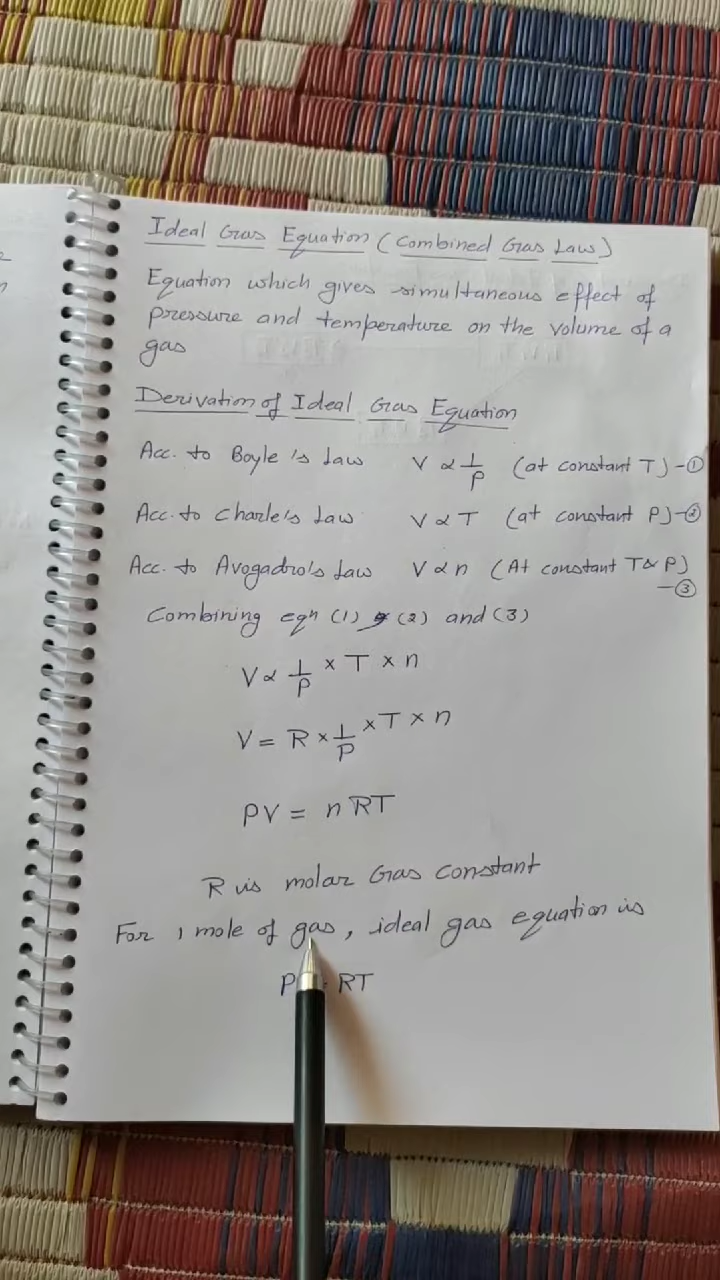 Ideal Gas Equation (Combined Gas Law)
Equation which gives simultaneous effect of
pressure and temperature on the volume of a
gas
Derivation of Ideal Gas Equation
Acc. to Boyle's Law V ∝ 1/P (at constant T) -①
Acc. to Charle's Law V ∝ T (at constant P) -②
Acc. to Avogadro's Law V ∝ n (At constant T & P)
-③
Combining eqn (1) , (2) and (3)
V ∝ 1/P × T × n
V = R × 1/P × T × n
PV = nRT
R is molar Gas Constant
For 1 mole of gas, ideal gas equation is
P RT